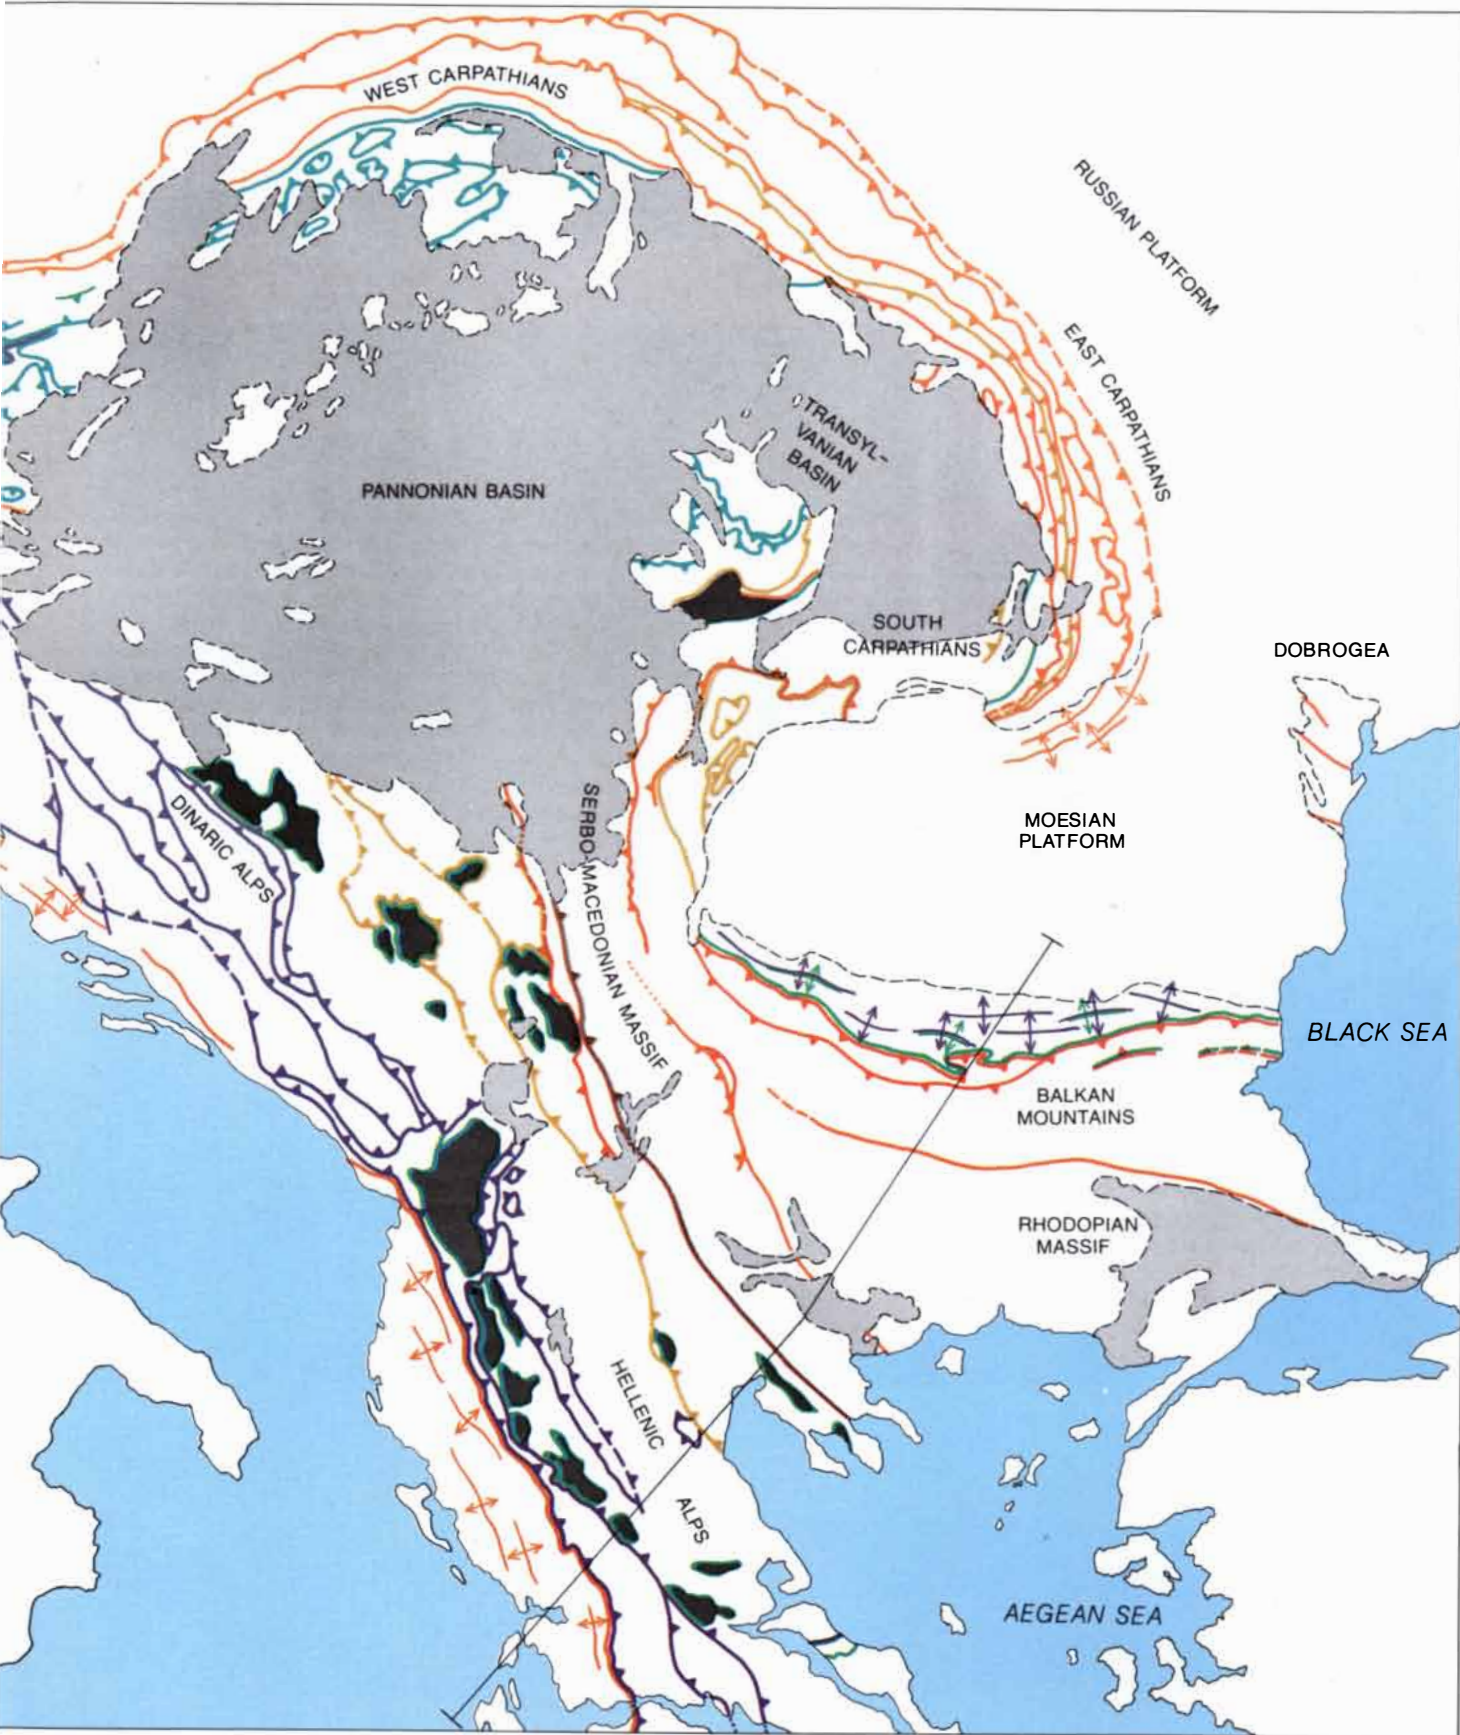 WEST CARPATHIANS
RUSSIAN PLATFORM
EAST CARPATHIANS
TRANSYL-
VANIAN
BASIN
PANNONIAN BASIN
SOUTH
CARPATHIANS
DOBROGEA
MOESIAN
PLATFORM
DINARIC ALPS
SERBO-MACEDONIAN MASSIF
BLACK SEA
BALKAN
MOUNTAINS
RHODOPIAN
MASSIF
HELLENIC
ALPS
AEGEAN SEA